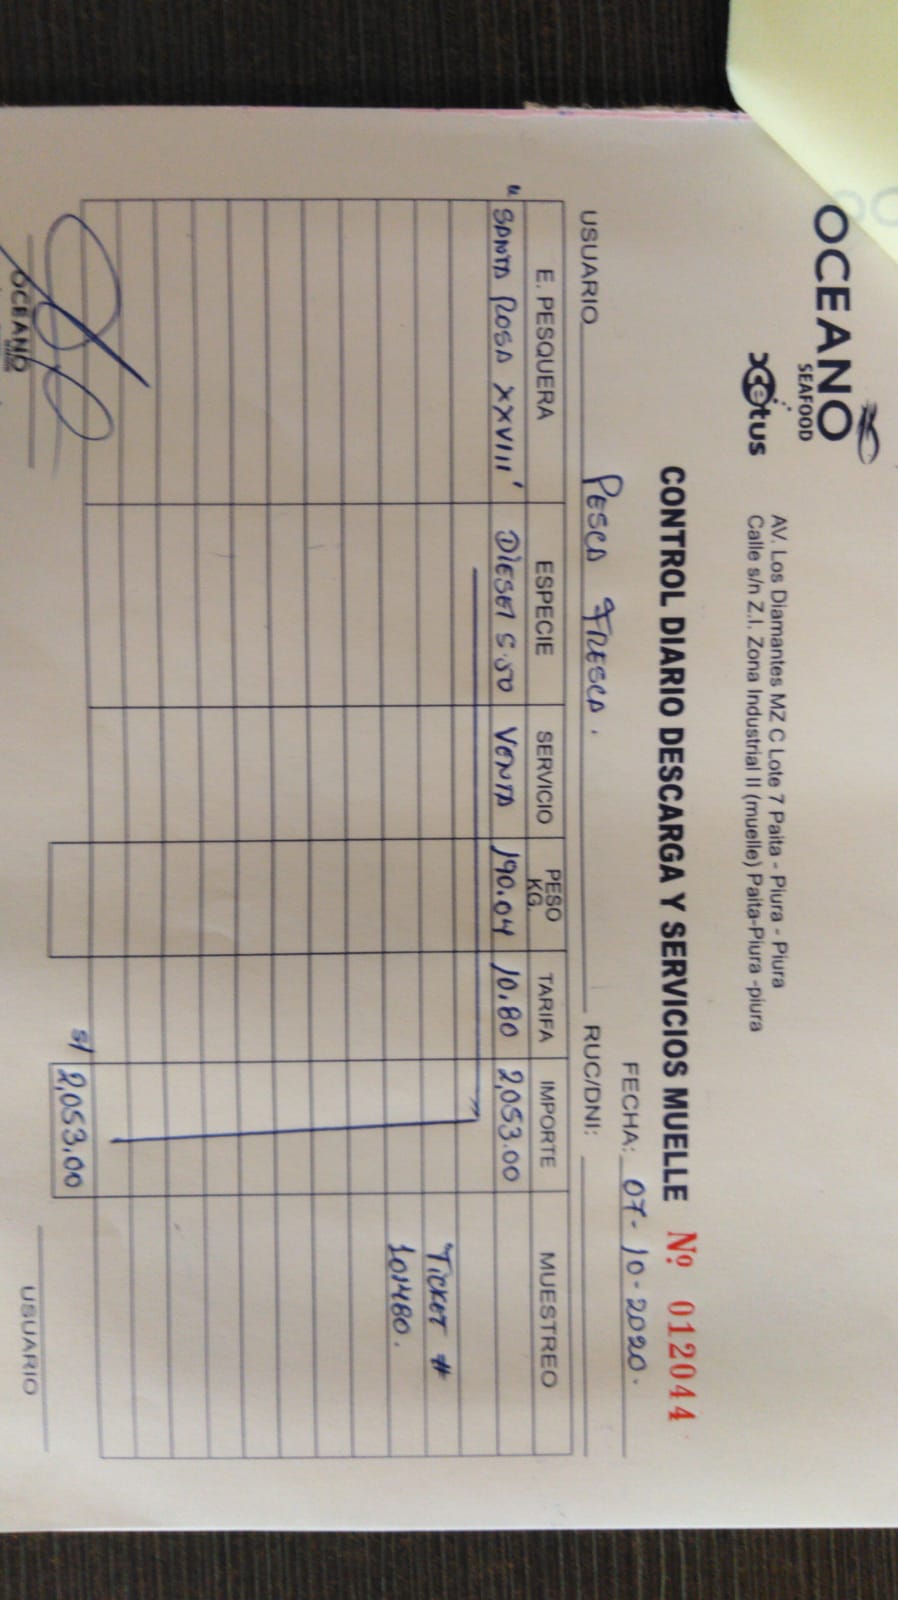 OCEANO
SEAFOOD
xcetus
AV. Los Diamantes MZ C Lote 7 Paita - Piura - Piura
Calle s/n Z.I. Zona Industrial II (muelle) Paita-Piura -piura
CONTROL DIARIO DESCARGA Y SERVICIOS MUELLE Nº 012044
FECHA: 07-10-2020.
USUARIO PESCA FRESCA. RUC/DNI:
E. PESQUERA ESPECIE SERVICIO PESO KG. TARIFA IMPORTE MUESTREO
"SANTA ROSA XXVIII" DIESEL S-50 VENTA 190.04 10.80 2,053.00
TICKET #
101480.
s/ 2,053.00
OCEANO
USUARIO